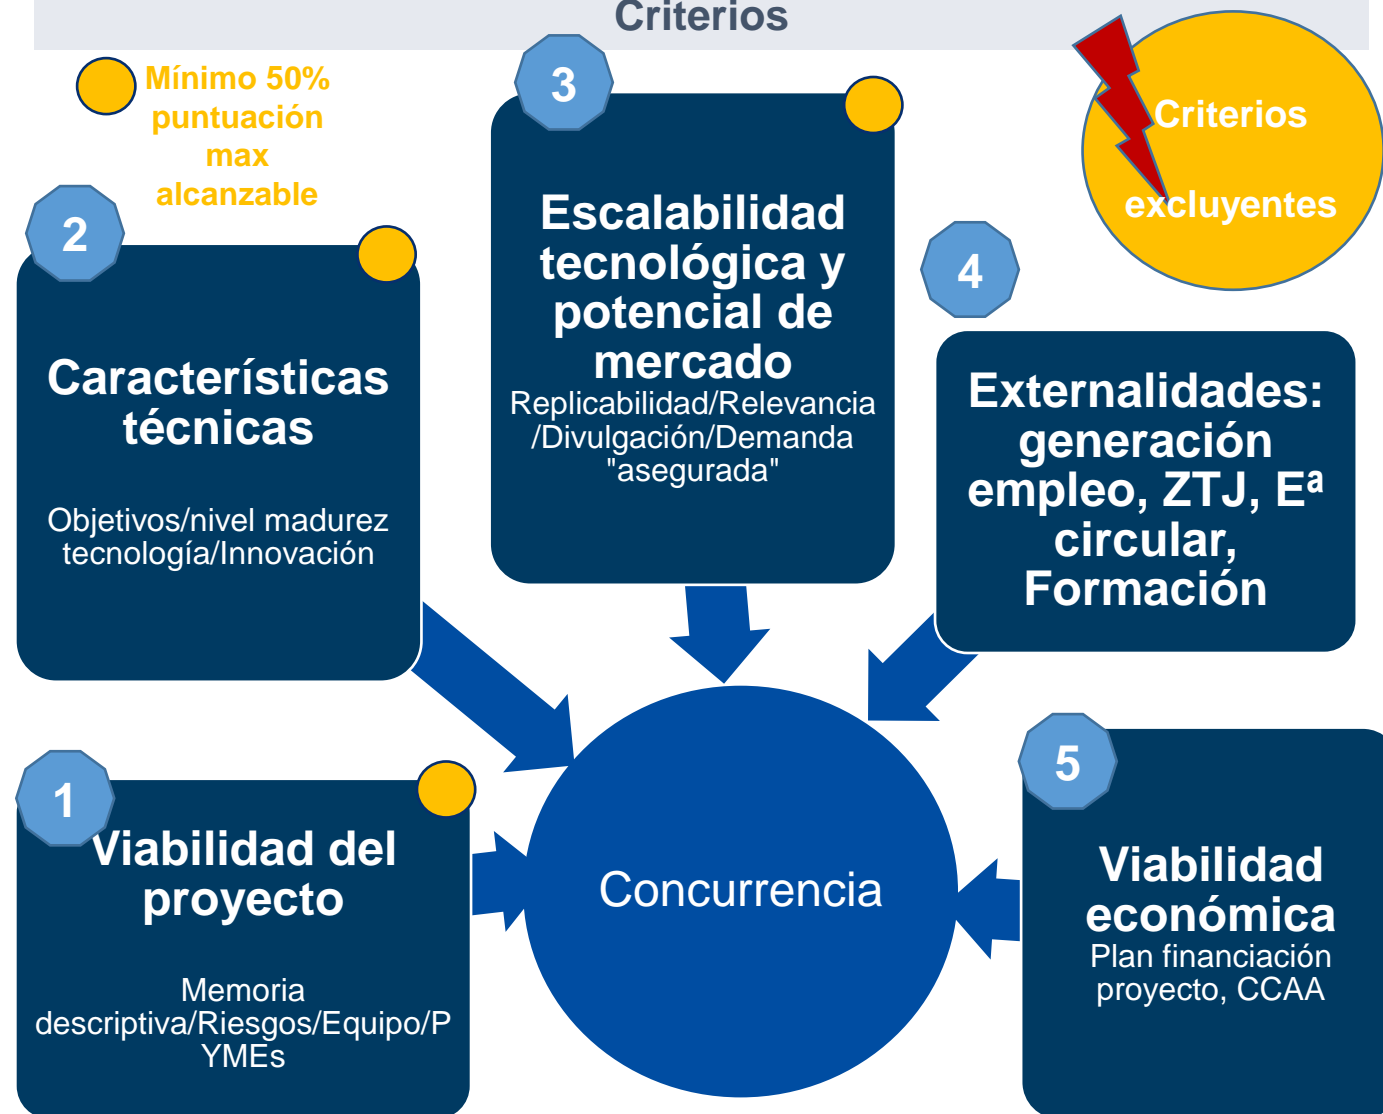 Criterios
Mínimo 50%
puntuación
max
alcanzable
Criterios
excluyentes
1
Viabilidad del
proyecto
Memoria
descriptiva/Riesgos/Equipo/P
YMEs
2
Características
técnicas
Objetivos/nivel madurez
tecnología/Innovación
3
Escalabilidad
tecnológica y
potencial de
mercado
Replicabilidad/Relevancia
/Divulgación/Demanda
"asegurada"
4
Externalidades:
generación
empleo, ZTJ, Eª
circular,
Formación
5
Viabilidad
económica
Plan financiación
proyecto, CCAA
Concurrencia